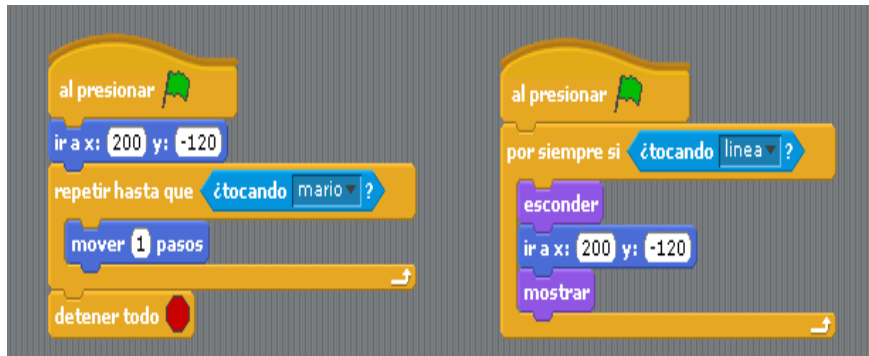 al presionar
ir a x: 200 y: -120
repetir hasta que ¿tocando mario ?
mover 1 pasos
detener todo
al presionar
por siempre si ¿tocando linea ?
esconder
ir a x: 200 y: -120
mostrar